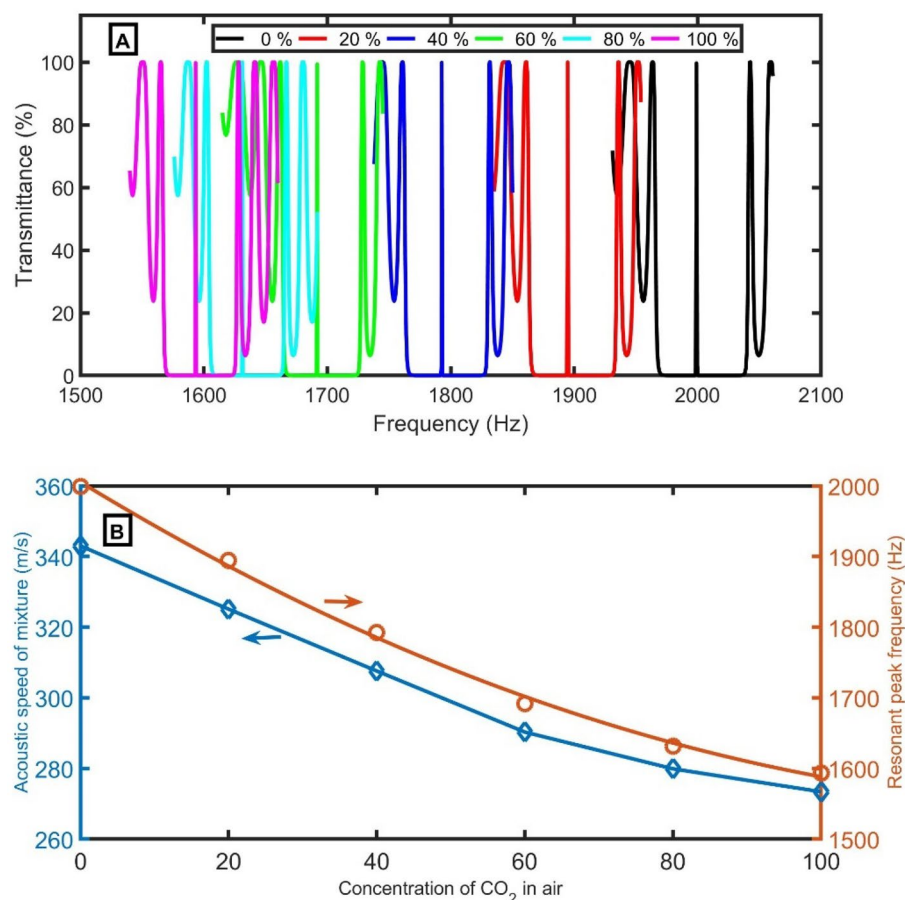 A
0 % 20 % 40 % 60 % 80 % 100 %
100
80
60
40
20
0
Transmittance (%)
1500 1600 1700 1800 1900 2000 2100
Frequency (Hz)
B
360
340
320
300
280
260
Acoustic speed of mixture (m/s)
2000
1900
1800
1700
1600
1500
Resonant peak frequency (Hz)
0 20 40 60 80 100
Concentration of CO₂ in air